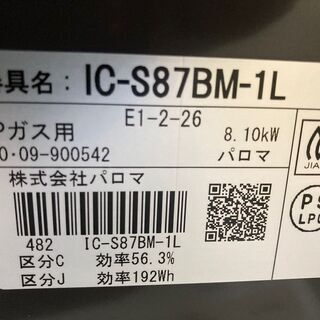 具名：IC-S87BM-1L
Pガス用
E1-2-26
8.10kW
0・09-900542
パロマ
JIA
株式会社パロマ
PS
LPG
482 IC-S87BM-1L
区分C 効率56.3%
区分J 効率192Wh